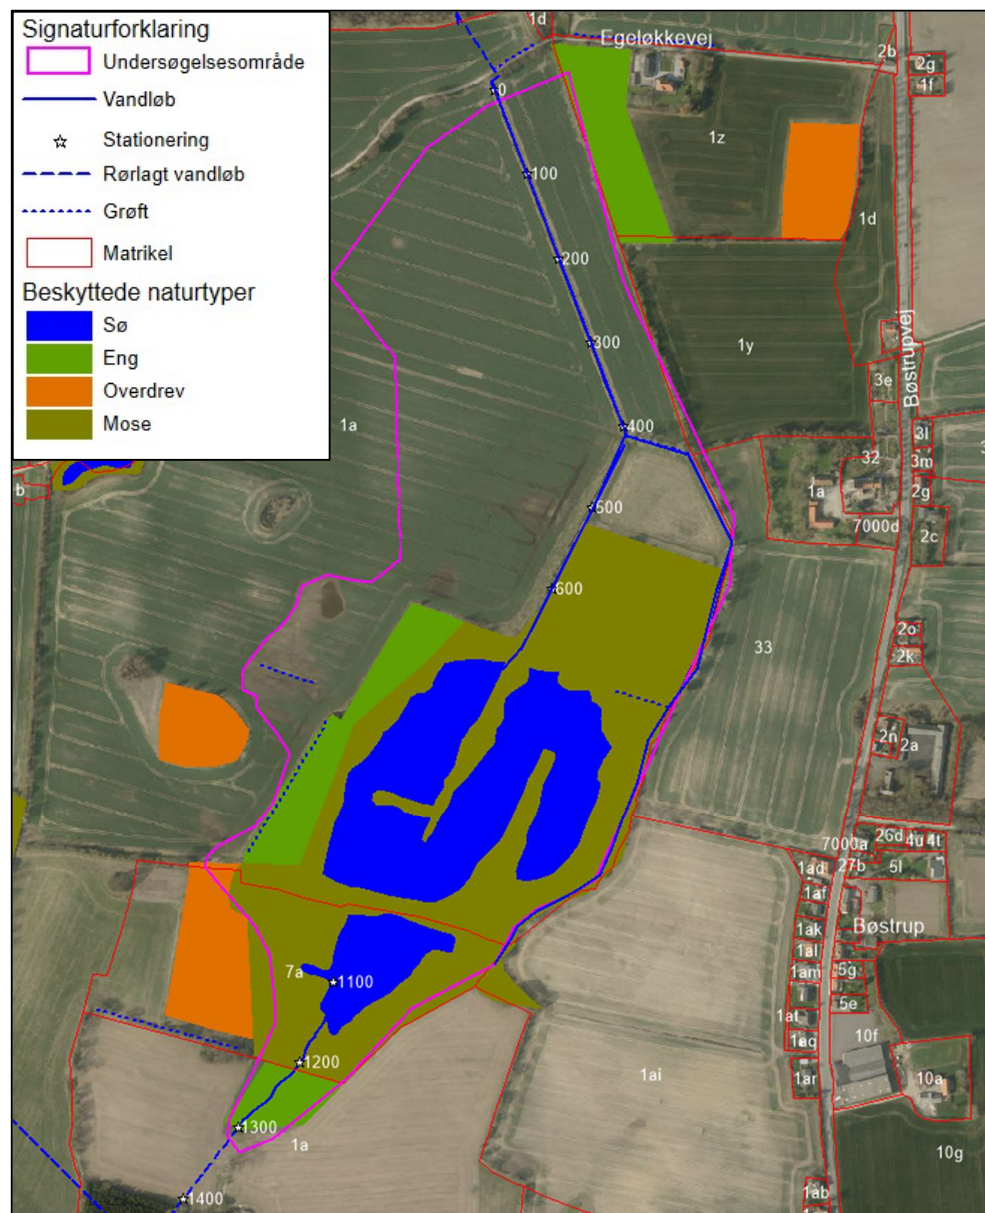 Signaturforklaring
Undersøgelsesområde
Vandløb
Stationering
Rørlagt vandløb
Grøft
Matrikel
Beskyttede naturtyper
Sø
Eng
Overdrev
Mose
1d
Egeløkkevej
2b
2g
1f
0
1z
100
1d
200
300
1y
Bøstrupvej
3e
1a
400
3l
32
3m
3
b
1a
2g
500
7000d
2c
600
2o
33
2k
2n
2a
7000a
26d
4u
4t
27b
1ad
5l
1af
1ak
Bøstrup
1al
7a
1100
1am
5g
5e
1at
1aq
10f
1200
1ai
1ar
10a
1300
1a
10g
1400
1ab